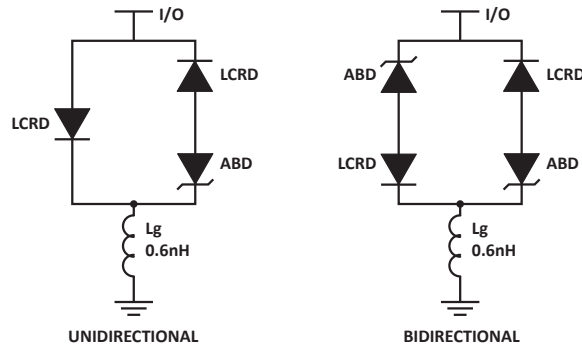 I/O
I/O
LCRD
ABD
LCRD
LCRD
LCRD
ABD
ABD
Lg
0.6nH
Lg
0.6nH
UNIDIRECTIONAL
BIDIRECTIONAL